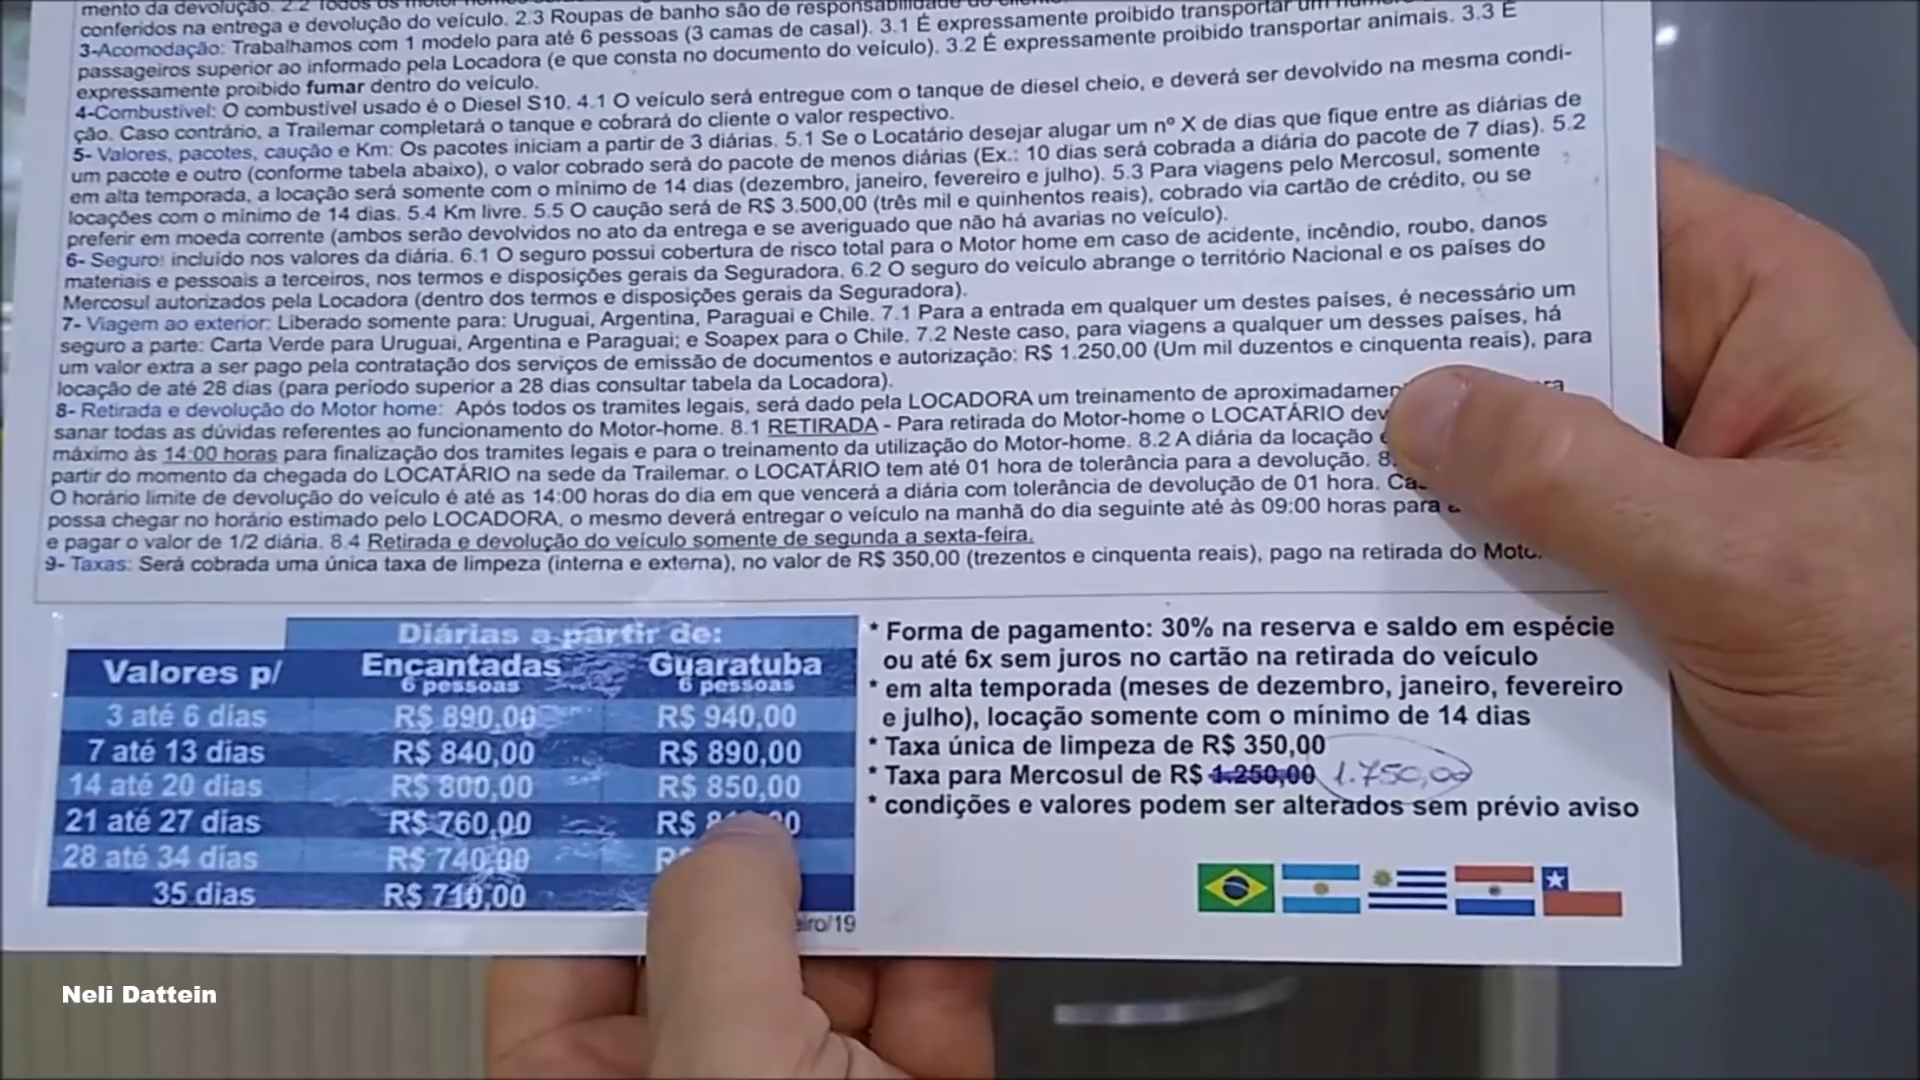 mento da devolução. 2.2 Todos os
conferidos na entrega e devolução do veículo. 2.3 Roupas de banho são de responsabilidade do cliente.
3-Acomodação: Trabalhamos com 1 modelo para até 6 pessoas (3 camas de casal). 3.1 É expressamente proibido transportar um
passageiros superior ao informado pela Locadora (e que consta no documento do veículo). 3.2 É expressamente proibido transportar animais. 3.3 É
expressamente proibido fumar dentro do veículo.
4-Combustível: O combustível usado é o Diesel S10. 4.1 O veículo será entregue com o tanque de diesel cheio, e deverá ser devolvido na mesma condi-
ção. Caso contrário, a Trailemar completará o tanque e cobrará do cliente o valor respectivo.
5- Valores, pacotes, caução e Km: Os pacotes iniciam a partir de 3 diárias. 5.1 Se o Locatário desejar alugar um nº X de dias que fique entre as diárias de
um pacote e outro (conforme tabela abaixo), o valor cobrado será do pacote de menos diárias (Ex.: 10 dias será cobrada a diária do pacote de 7 dias). 5.2
em alta temporada, a locação será somente com o mínimo de 14 dias (dezembro, janeiro, fevereiro e julho). 5.3 Para viagens pelo Mercosul, somente
locações com o mínimo de 14 dias. 5.4 Km livre. 5.5 O caução será de R$ 3.500,00 (três mil e quinhentos reais), cobrado via cartão de crédito, ou se
preferir em moeda corrente (ambos serão devolvidos no ato da entrega e se averiguado que não há avarias no veículo).
6- Seguro: incluído nos valores da diária. 6.1 O seguro possui cobertura de risco total para o Motor home em caso de acidente, incêndio, roubo, danos
materiais e pessoais a terceiros, nos termos e disposições gerais da Seguradora. 6.2 O seguro do veículo abrange o território Nacional e os países do
Mercosul autorizados pela Locadora (dentro dos termos e disposições gerais da Seguradora).
7- Viagem ao exterior: Liberado somente para: Uruguai, Argentina, Paraguai e Chile. 7.1 Para a entrada em qualquer um destes países, é necessário um
seguro a parte: Carta Verde para Uruguai, Argentina e Paraguai; e Soapex para o Chile. 7.2 Neste caso, para viagens a qualquer um desses países, há
um valor extra a ser pago pela contratação dos serviços de emissão de documentos e autorização: R$ 1.250,00 (Um mil duzentos e cinquenta reais), para
locação de até 28 dias (para período superior a 28 dias consultar tabela da Locadora).
8- Retirada e devolução do Motor home: Após todos os tramites legais, será dado pela LOCADORA um treinamento de
sanar todas as dúvidas referentes ao funcionamento do Motor-home. 8.1 RETIRADA - Para retirada do Motor-home o LOCATÁRIO
máximo às 14:00 horas para finalização dos tramites legais e para o treinamento da utilização do Motor-home. 8.2 A diária da locação
partir do momento da chegada do LOCATÁRIO na sede da Trailemar. o LOCATÁRIO tem até 01 hora de tolerância para a devolução.
O horário limite de devolução do veículo é até as 14:00 horas do dia em que vencerá a diária com tolerância de devolução de 01 hora.
possa chegar no horário estimado pelo LOCADORA, o mesmo deverá entregar o veículo na manhã do dia seguinte até às 09:00 horas para
e pagar o valor de 1/2 diária. 8.4 Retirada e devolução do veículo somente de segunda a sexta-feira.
9- Taxas: Será cobrada uma única taxa de limpeza (interna e externa), no valor de R$ 350,00 (trezentos e cinquenta reais), pago na retirada do
Diárias a partir de:
Valores p/ Encantadas Guaratuba
6 pessoas 6 pessoas
3 até 6 dias R$ 890,00 R$ 940,00
7 até 13 dias R$ 840,00 R$ 890,00
14 até 20 dias R$ 800,00 R$ 850,00
21 até 27 dias R$ 760,00 R$
28 até 34 dias R$ 740,00
35 dias R$ 710,00
eiro/19
* Forma de pagamento: 30% na reserva e saldo em espécie
ou até 6x sem juros no cartão na retirada do veículo
* em alta temporada (meses de dezembro, janeiro, fevereiro
e julho), locação somente com o mínimo de 14 dias
* Taxa única de limpeza de R$ 350,00
* Taxa para Mercosul de R$ 1.250,00 1.750,00
* condições e valores podem ser alterados sem prévio aviso
Neli Dattein